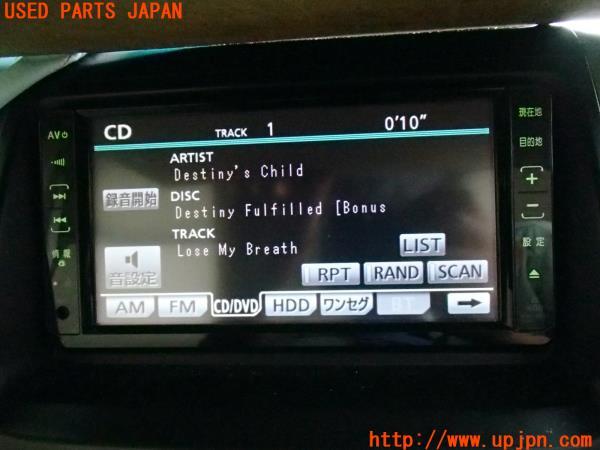 USED PARTS JAPAN
AV
CD TRACK 1 0'10"
現在地
目的地
ARTIST
Destiny's Child
録音開始
DISC
Destiny Fulfilled [Bonus
TRACK
Lose My Breath
LIST
設定
情報
音設定
RPT RAND SCAN
AM FM CD/DVD HDD ワンセグ BT
http://www.upjpn.com